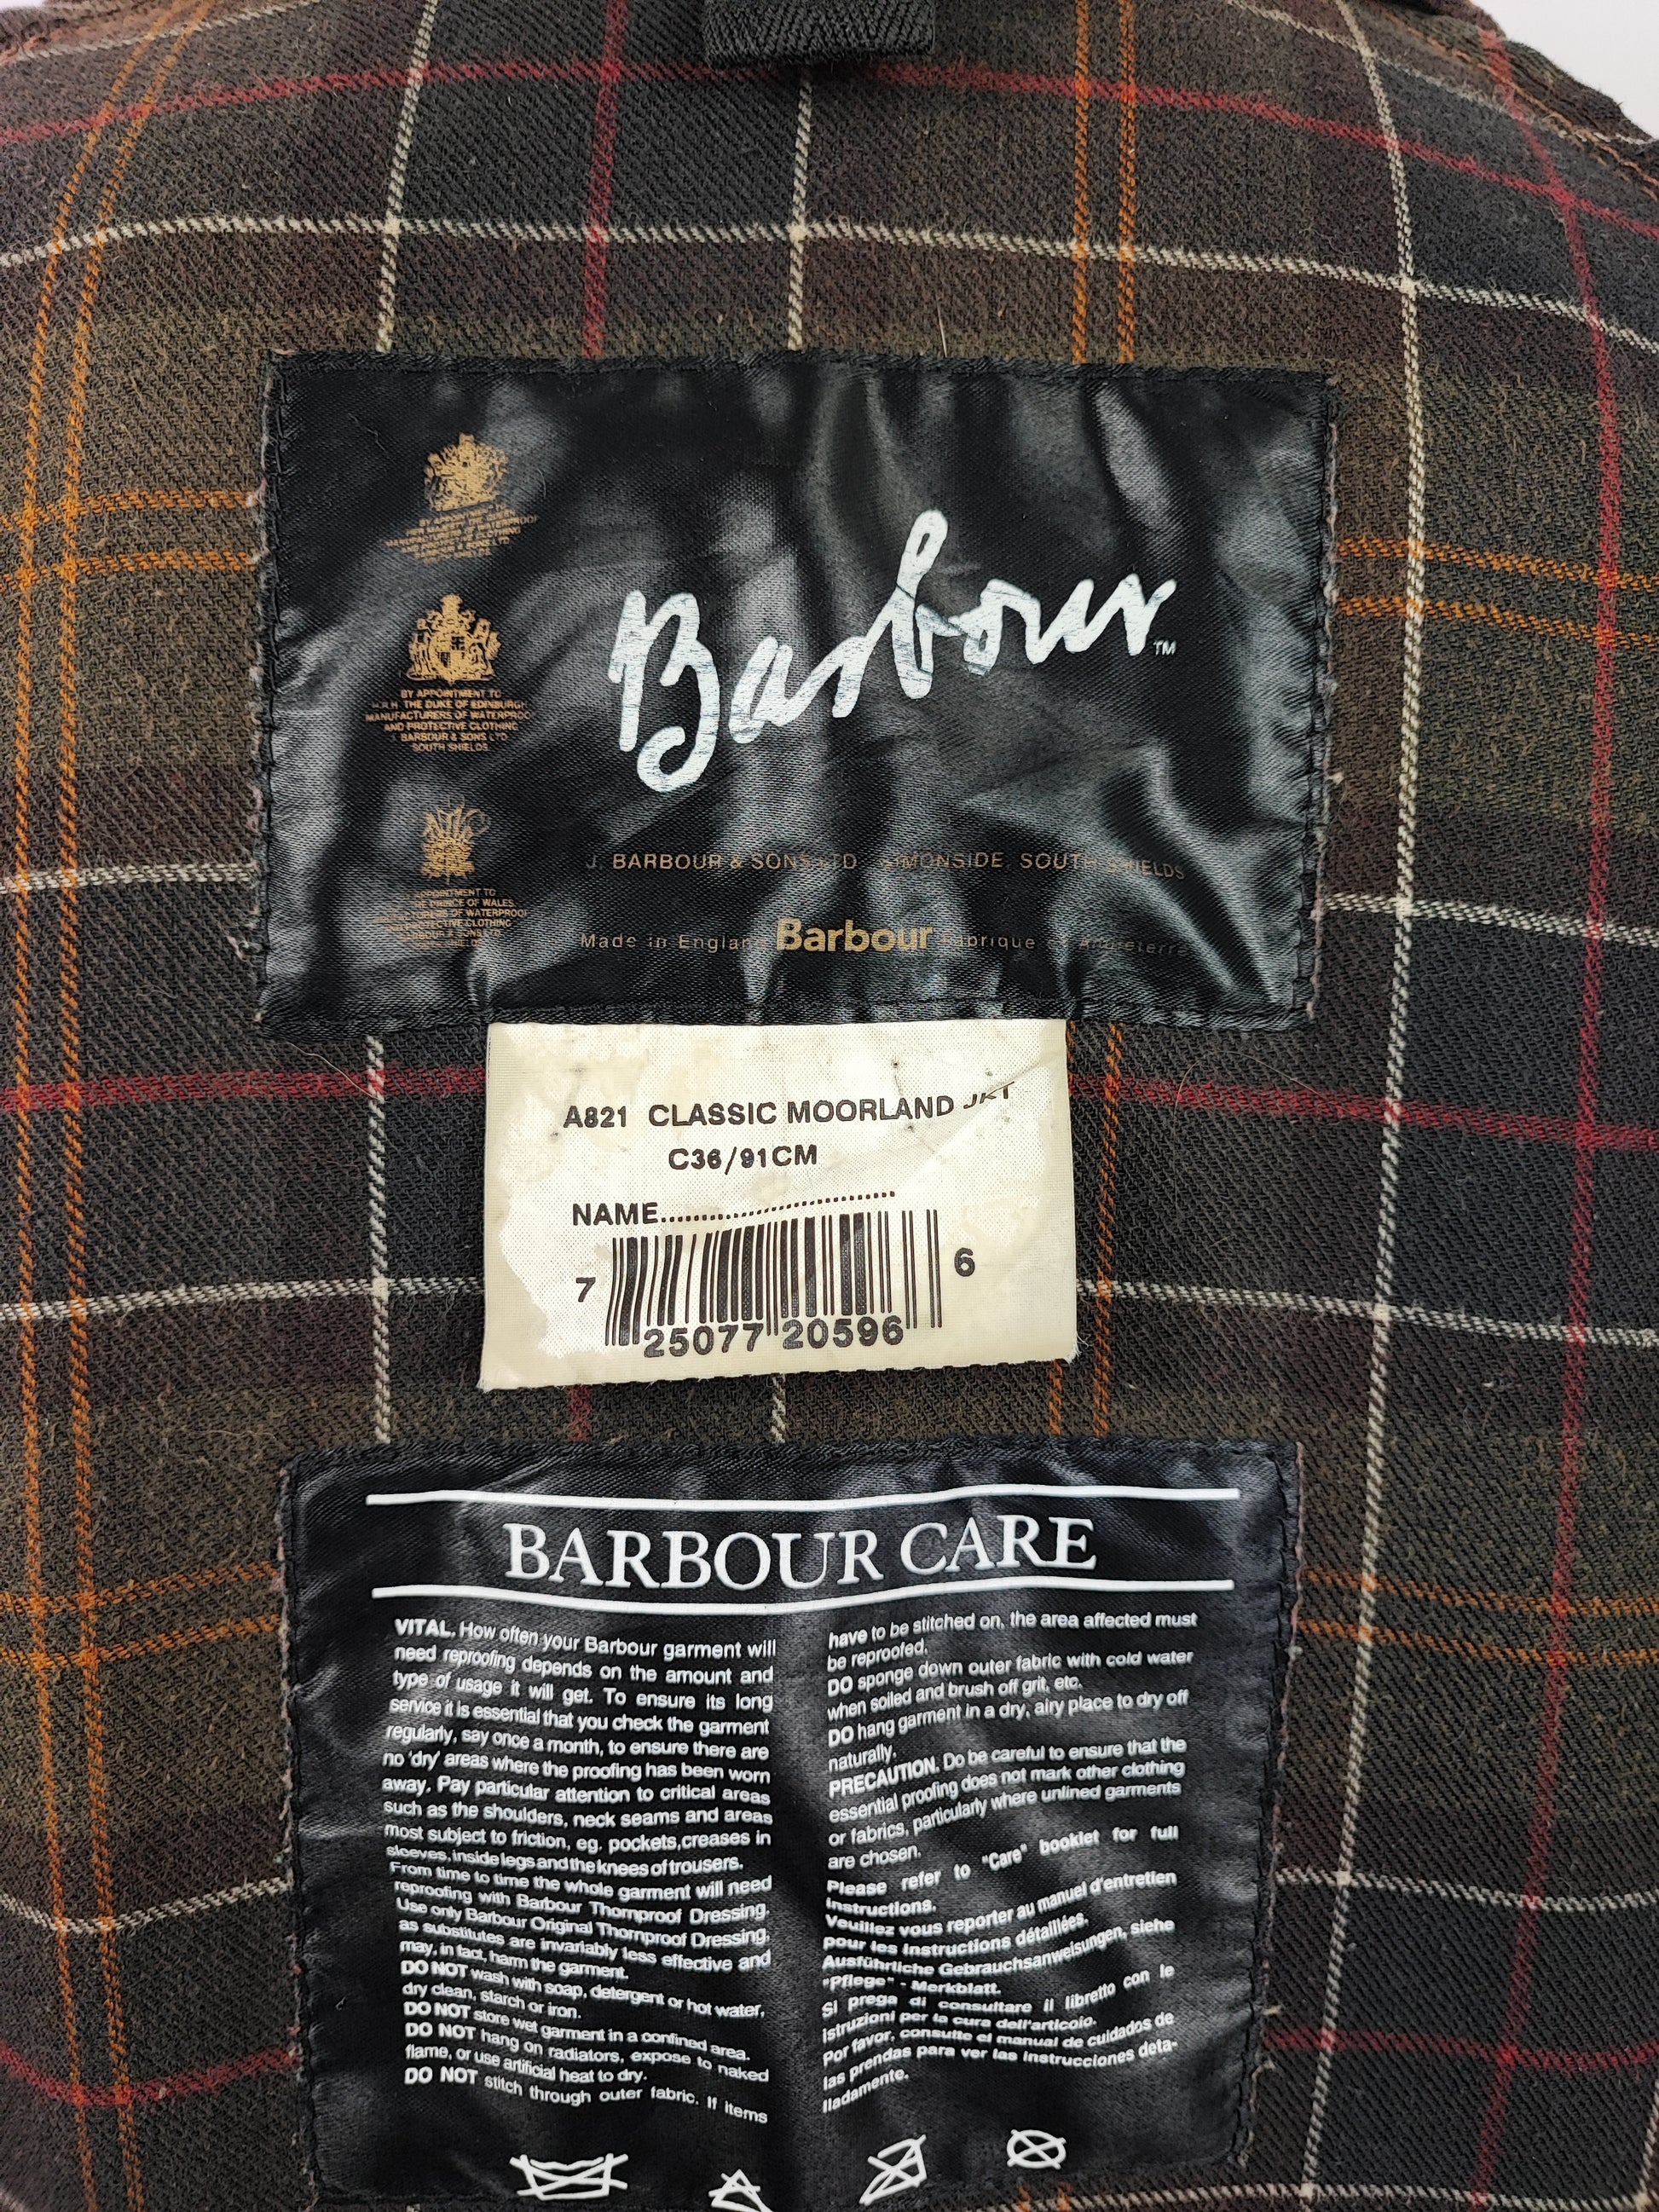 BY APPOINTMENT TO
H.R.H. THE DUKE OF EDINBURGH
MANUFACTURERS OF WATERPROOF
AND PROTECTIVE CLOTHING
J. BARBOUR & SONS LTD
SOUTH SHIELDS.
APPOINTMENT TO
THE PRINCE OF WALES
MANUFACTURERS OF WATERPROOF
PROTECTIVE CLOTHING
BARBOUR & SONS LTD
Barbour™
J. BARBOUR & SONS LTD SIMONSIDE, SOUTH SHIELDS
Made in England Barbour Fabriqué en Angleterre
A821 CLASSIC MOORLAND JKT
C36/91CM
NAME..............................
7 25077 20596 6
BARBOUR CARE
VITAL. How often your Barbour garment will
need reproofing depends on the amount and
type of usage it will get. To ensure its long
service it is essential that you check the garment
regularly, say once a month, to ensure there are
no 'dry' areas where the proofing has been worn
away. Pay particular attention to critical areas
such as the shoulders, neck seams and areas
most subject to friction, eg. pockets,creases in
sleeves, inside legs and the knees of trousers.
From time to time the whole garment will need
reproofing with Barbour Thornproof Dressing.
Use only Barbour Original Thornproof Dressing,
as substitutes are invariably less effective and
may, in fact, harm the garment.
DO NOT wash with soap, detergent or hot water,
dry clean, starch or iron.
DO NOT store wet garment in a confined area.
DO NOT hang on radiators, expose to naked
flame, or use artificial heat to dry.
DO NOT stitch through outer fabric. If items
have to be stitched on, the area affected must
be reproofed.
DO sponge down outer fabric with cold water
when soiled and brush off grit, etc.
DO hang garment in a dry, airy place to dry off
naturally.
PRECAUTION. Do be careful to ensure that the
essential proofing does not mark other clothing
or fabrics, particularly where unlined garments
are chosen.
Please refer to "Care" booklet for full
Instructions.
Veuillez vous reporter au manuel d'entretien
pour les instructions détaillées.
Ausführliche Gebrauchsanweisungen, siehe
"Pflege" - Merkblatt.
Si prega di consultare il libretto con le
istruzioni per la cura dell'articolo.
Por favor, consulte el manual de cuidados de
las prendas para ver las instrucciones deta-
lladamente.